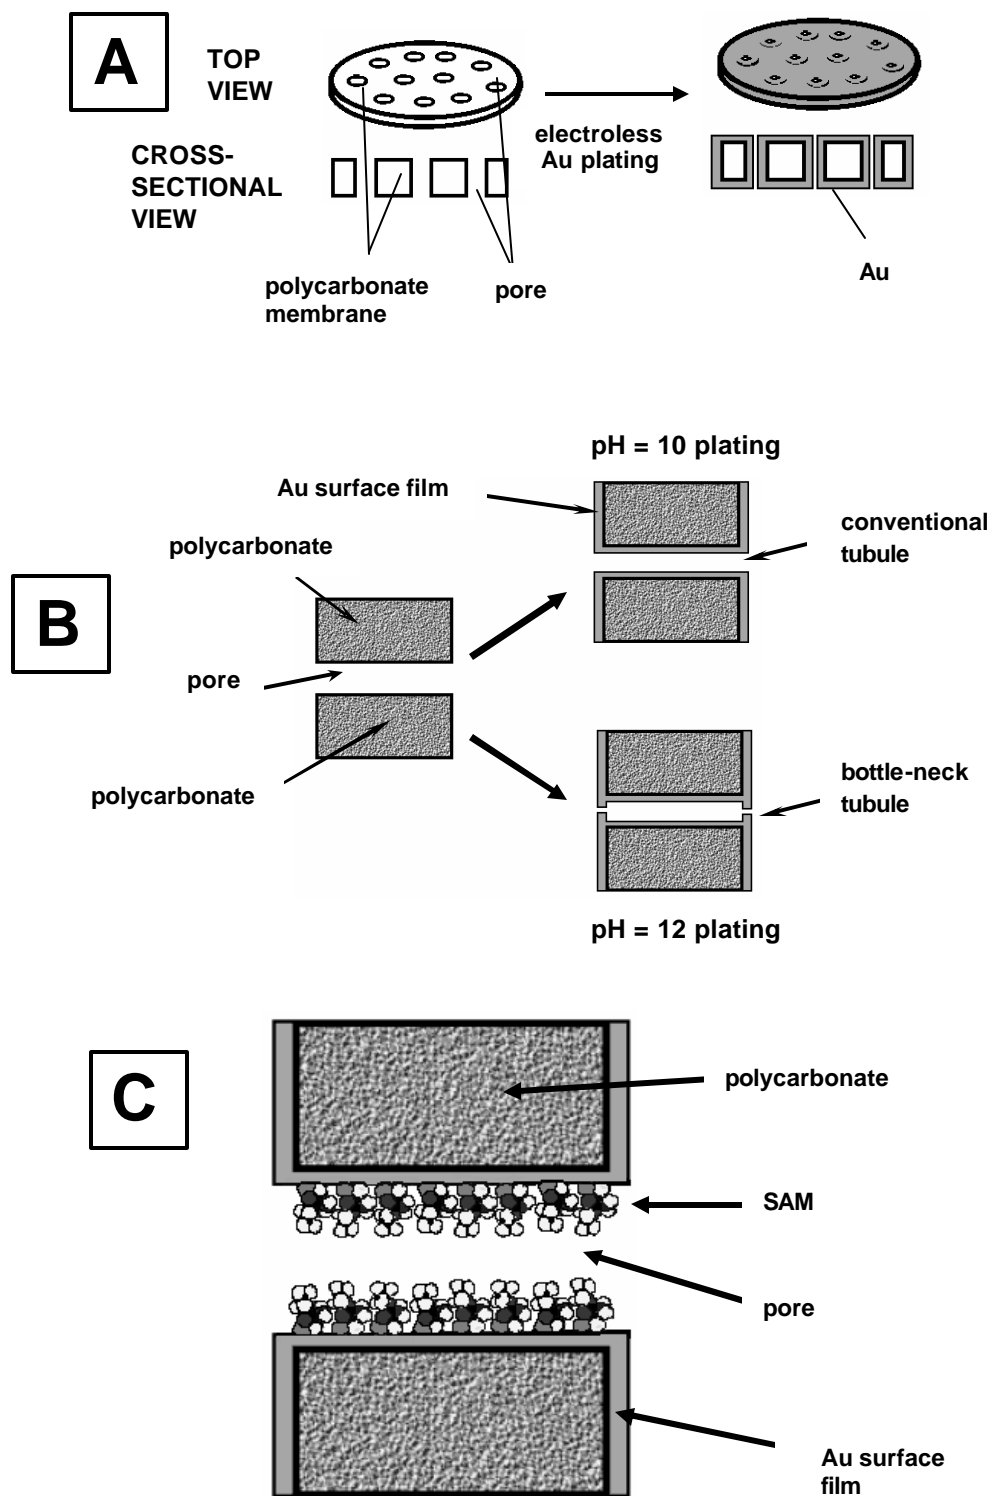 A
TOP
VIEW
CROSS-
SECTIONAL
VIEW
electroless
Au plating
polycarbonate
membrane
pore
Au
B
pH = 10 plating
Au surface film
polycarbonate
conventional
tubule
pore
polycarbonate
bottle-neck
tubule
pH = 12 plating
C
polycarbonate
SAM
pore
Au surface
film